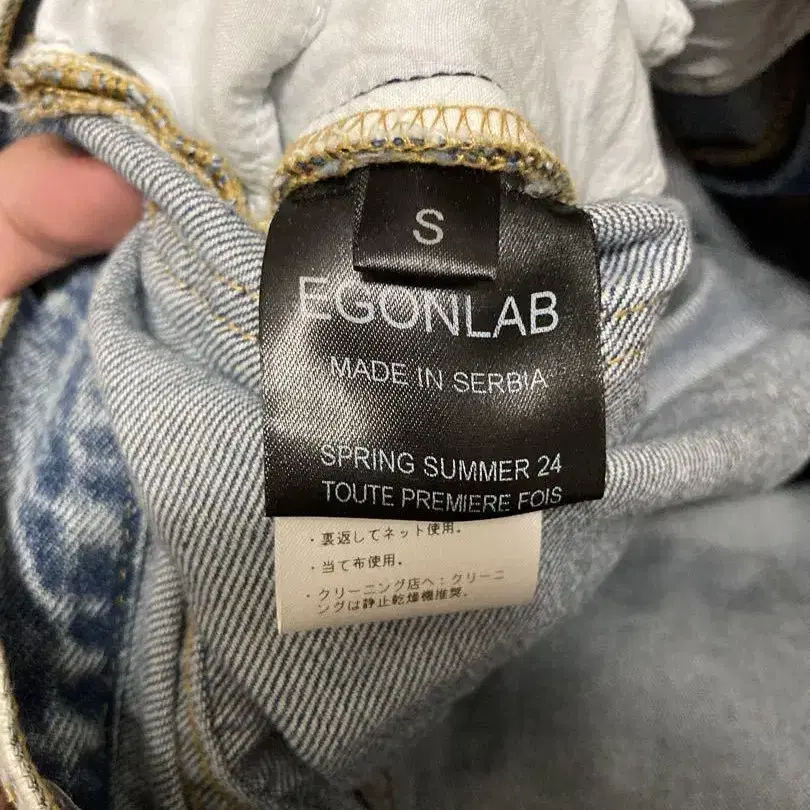 S
EGONLAB
MADE IN SERBIA
SPRING SUMMER 24
TOUTE PREMIERE FOIS
・裏返してネット使用。
・当て布使用。
・クリーニング店へ：クリーニ
ングは静止乾燥機推奨。